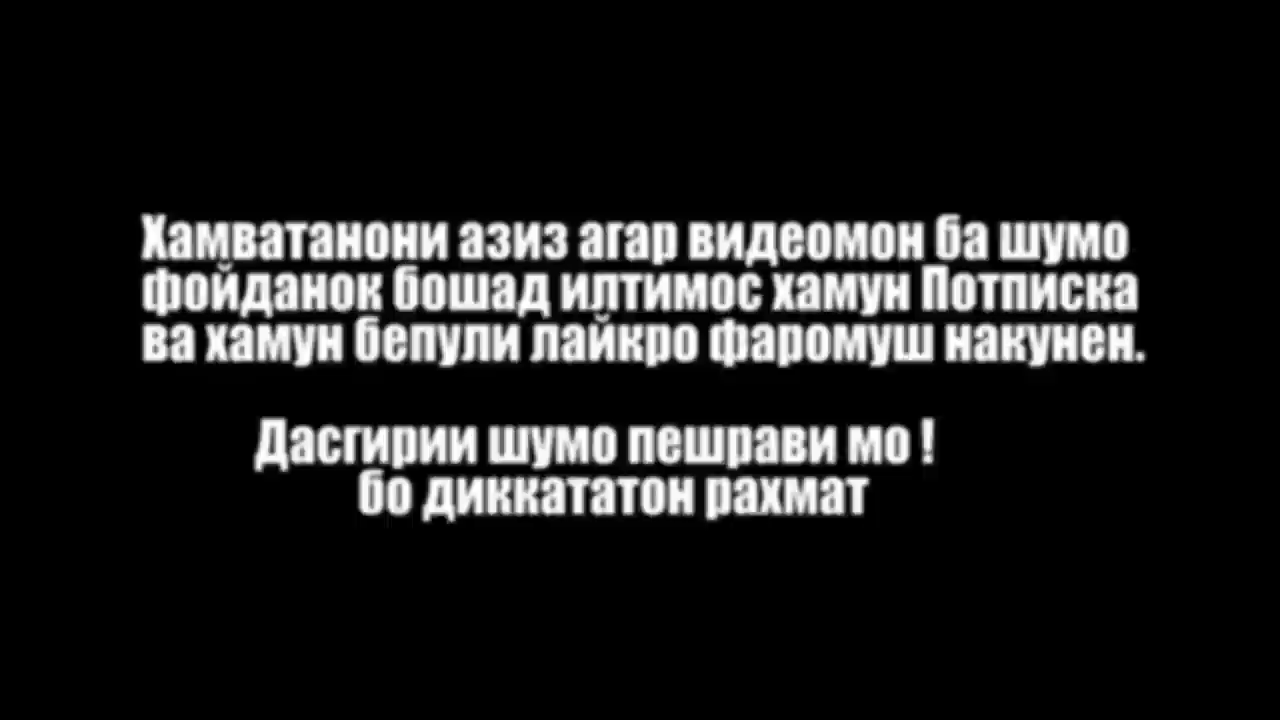 Хамватанони азиз агар видеомон ба шумо
фойданок бошад илтимос хамун Потписка
ва хамун бепули лайкро фаромуш накунен.
Дасгирии шумо пешрави мо !
бо диккататон рахмат